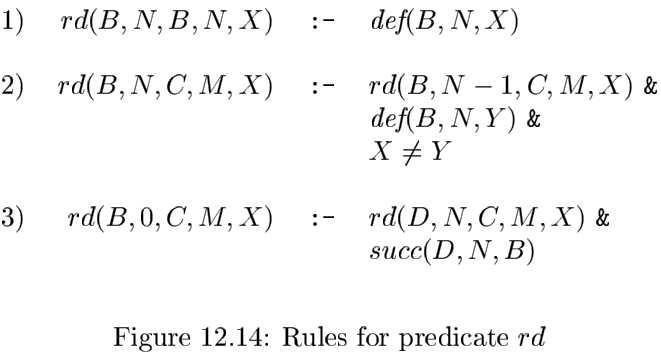 1) rd(B, N, B, N, X) :- def(B, N, X)
2) rd(B, N, C, M, X) :- rd(B, N − 1, C, M, X) &
def(B, N, Y) &
X ≠ Y
3) rd(B, 0, C, M, X) :- rd(D, N, C, M, X) &
succ(D, N, B)
Figure 12.14: Rules for predicate rd